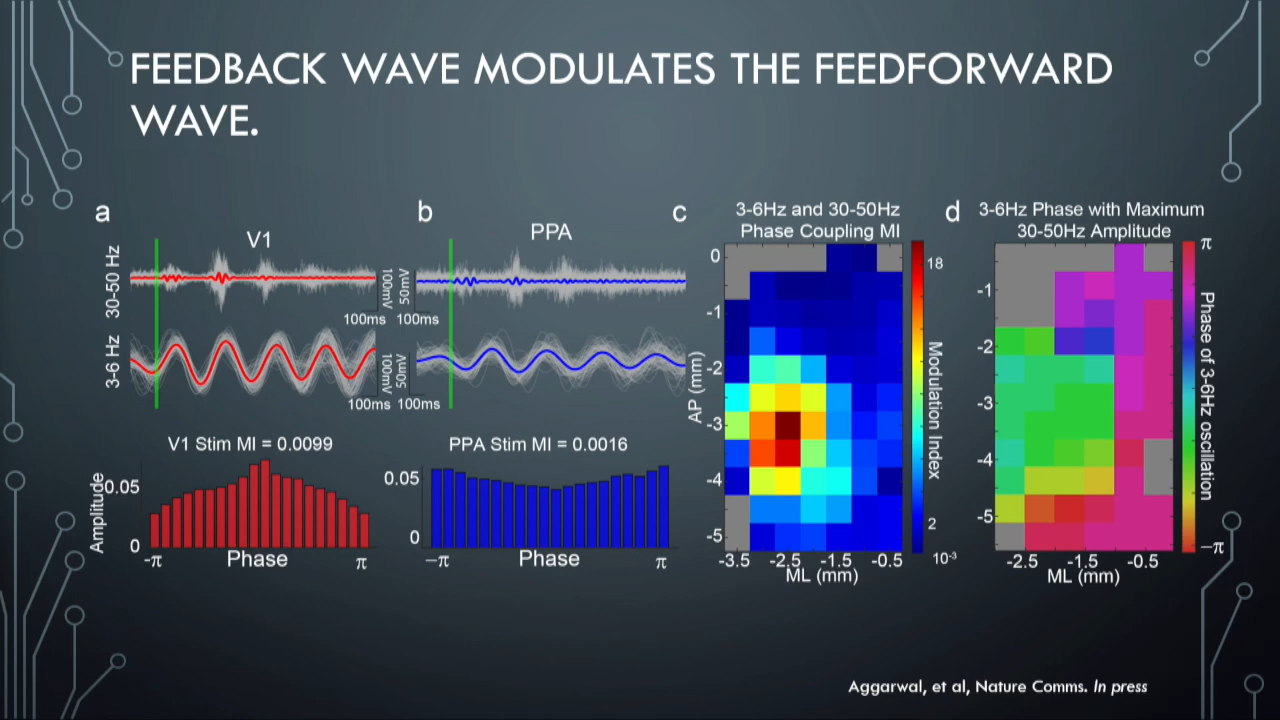 FEEDBACK WAVE MODULATES THE FEEDFORWARD
WAVE.
a
V1
30-50 Hz
3-6 Hz
100mV
50mV
100ms
100ms
100mV
50mV
100ms
100ms
V1 Stim MI = 0.0099
Amplitude
0.05
0
-π
Phase
π
b
PPA
PPA Stim MI = 0.0016
0.05
0
−π
Phase
π
c
3-6Hz and 30-50Hz
Phase Coupling MI
AP (mm)
0
-1
-2
-3
-4
-5
-3.5
-2.5
-1.5
-0.5
ML (mm)
18
Modulation Index
2
10-3
d
3-6Hz Phase with Maximum
30-50Hz Amplitude
-1
-2
-3
-4
-5
-2.5
-1.5
-0.5
ML (mm)
π
Phase of 3-6Hz oscillation
−π
Aggarwal, et al, Nature Comms. In press